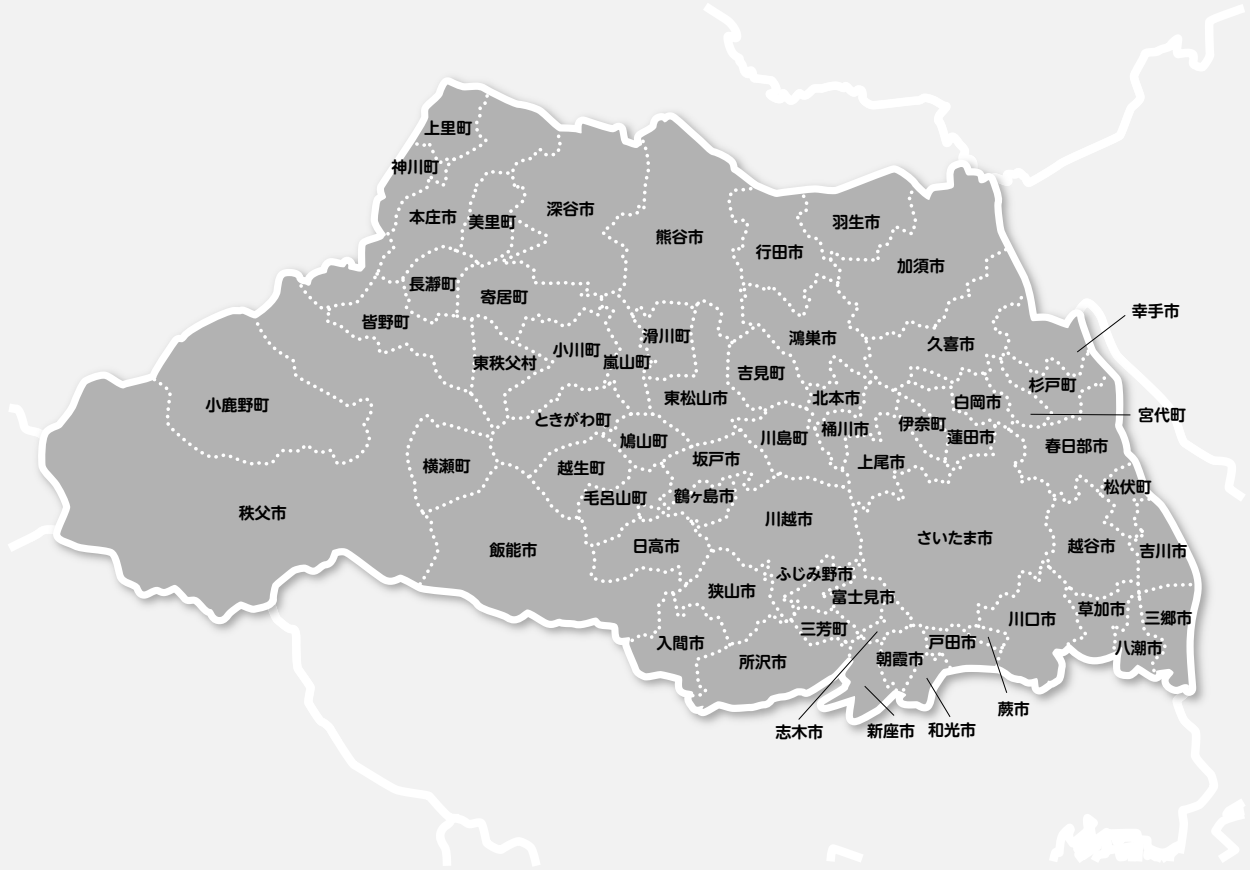 上里町
神川町
本庄市
美里町
深谷市
熊谷市
行田市
羽生市
加須市
長瀞町
寄居町
皆野町
東秩父村
小川町
嵐山町
滑川町
吉見町
鴻巣市
久喜市
幸手市
杉戸町
宮代町
小鹿野町
ときがわ町
東松山市
北本市
桶川市
伊奈町
白岡市
蓮田市
春日部市
横瀬町
越生町
鳩山町
坂戸市
川島町
上尾市
松伏町
秩父市
毛呂山町
鶴ヶ島市
川越市
さいたま市
越谷市
吉川市
飯能市
日高市
狭山市
ふじみ野市
富士見市
三芳町
川口市
草加市
三郷市
入間市
所沢市
朝霞市
戸田市
八潮市
志木市
新座市
和光市
蕨市